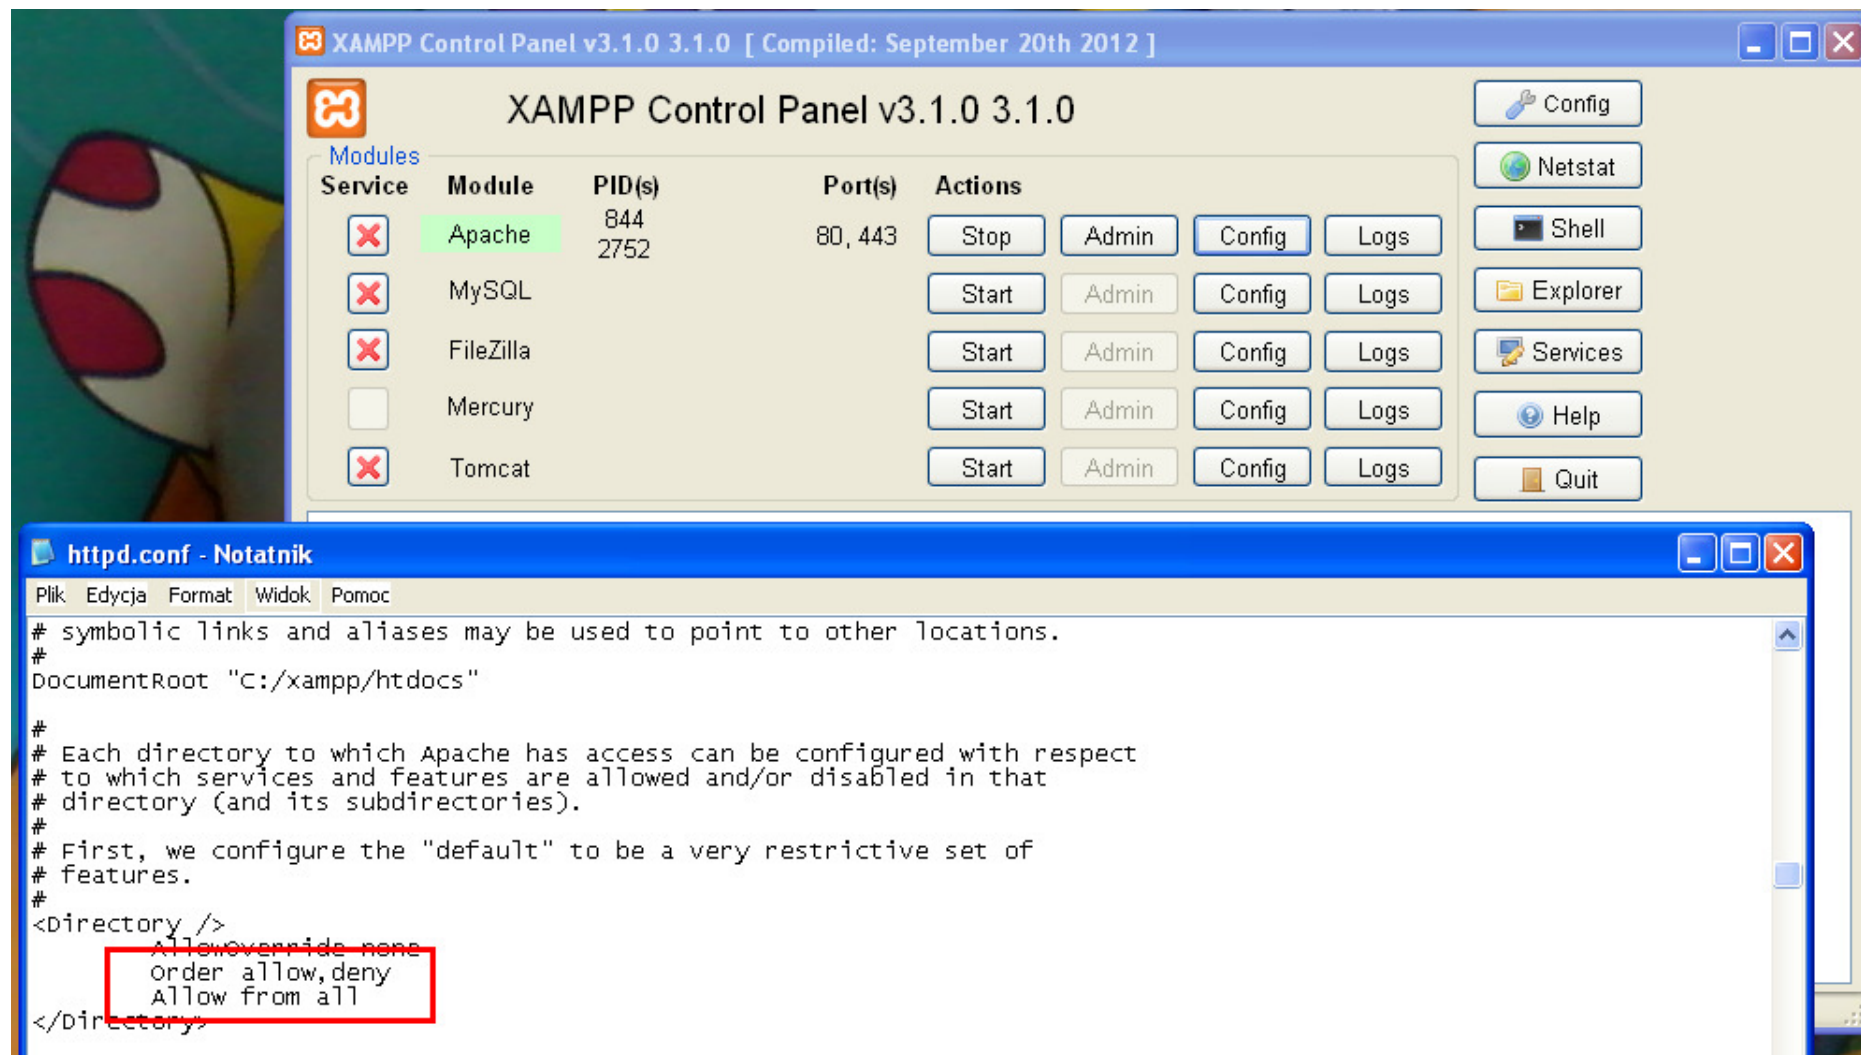 XAMPP Control Panel v3.1.0 3.1.0 [ Compiled: September 20th 2012 ]
XAMPP Control Panel v3.1.0 3.1.0
Config
Modules
Netstat
Service Module PID(s) Port(s) Actions
Apache 844 2752 80, 443 Stop Admin Config Logs
Shell
MySQL Start Admin Config Logs
Explorer
FileZilla Start Admin Config Logs
Services
Mercury Start Admin Config Logs
Help
Tomcat Start Admin Config Logs
Quit
httpd.conf - Notatnik
Plik Edycja Format Widok Pomoc
# symbolic links and aliases may be used to point to other locations.
#
DocumentRoot "C:/xampp/htdocs"
#
# Each directory to which Apache has access can be configured with respect
# to which services and features are allowed and/or disabled in that
# directory (and its subdirectories).
#
# First, we configure the "default" to be a very restrictive set of
# features.
#
<Directory />
AllowOverride none
Order allow,deny
Allow from all
</Directory>